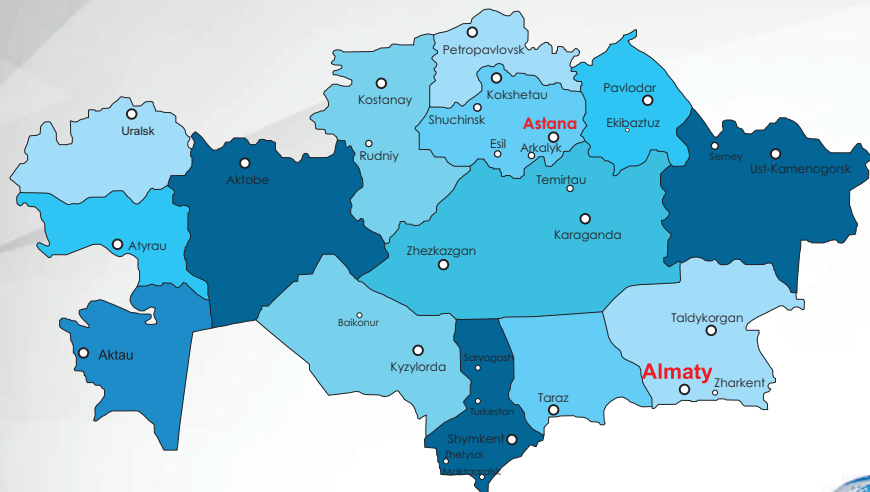 Petropavlovsk
Kostanay
Kokshetau
Pavlodar
Uralsk
Shuchinsk
Astana
Ekibaztuz
Rudniy
Esil
Arkalyk
Semey
Ust-Kamenogorsk
Aktobe
Temirtau
Karaganda
Atyrau
Zhezkazgan
Baikonur
Taldykorgan
Aktau
Saryagash
Kyzylorda
Almaty
Zharkent
Taraz
Turkestan
Shymkent
Zhetysai